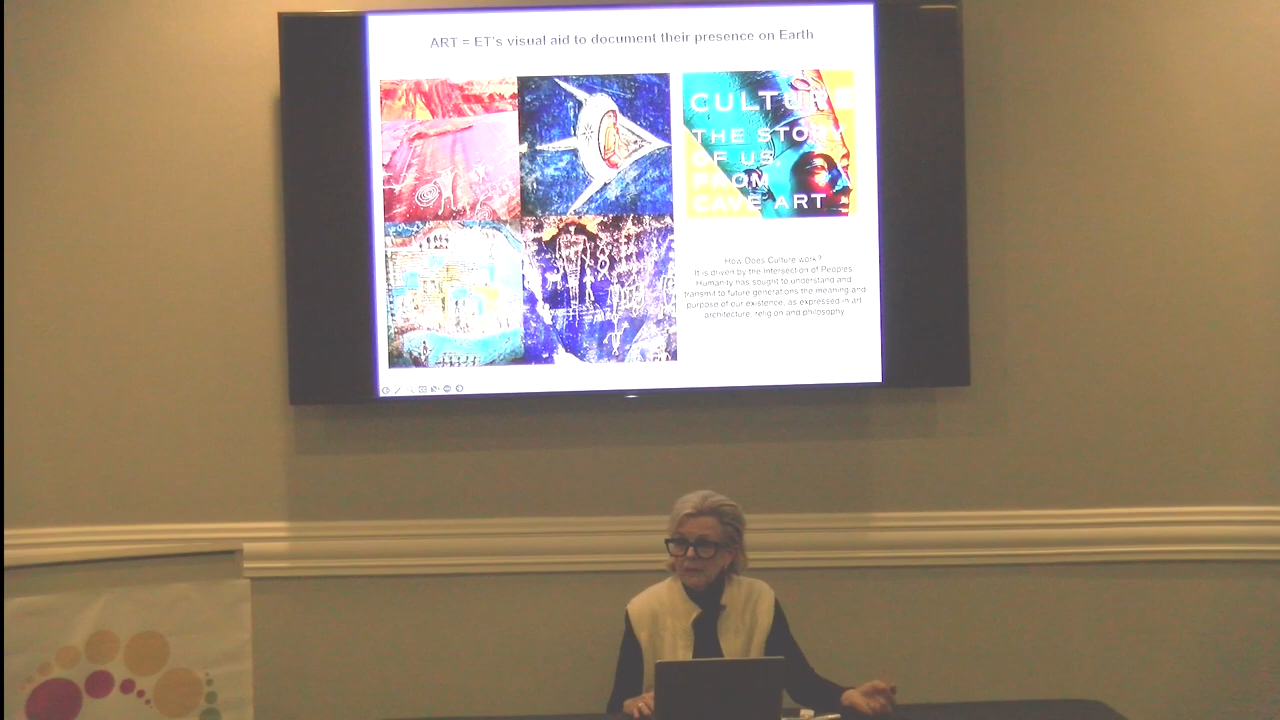 ART = ET's visual aid to document their presence on Earth
CULTURE
THE STORY
OF US,
FROM
CAVE ART
How Does Culture work?
It is driven by the Intersection of Peoples.
Humanity has sought to understand and
transmit to future generations the meaning and
purpose of our existence, as expressed in art
architecture, religion and philosophy